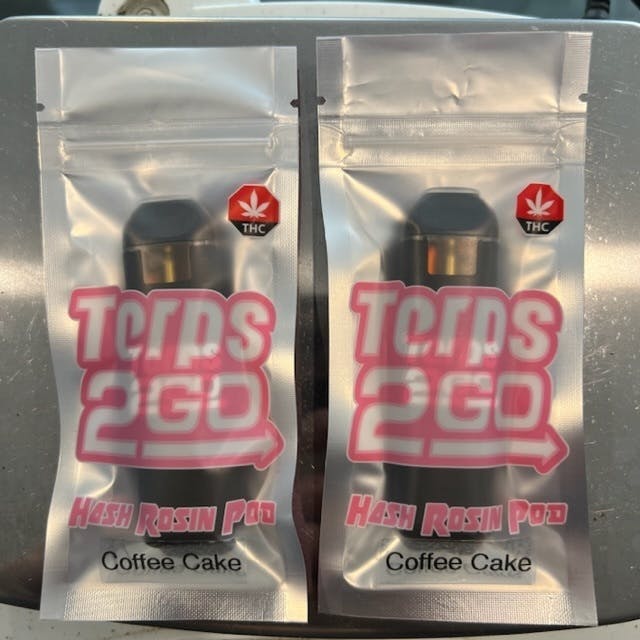 THC
Terps
2GO
Hash Rosin Pod
Coffee Cake
THC
Terps
2GO
Hash Rosin Pod
Coffee Cake